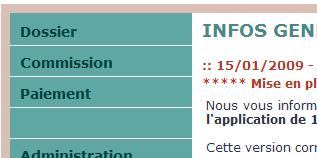 Dossier
Commission
Paiement
Administration
INFOS GEN
:: 15/01/2009 -
***** Mise en pl
Nous vous inform
l'application de 1
Cette version corr